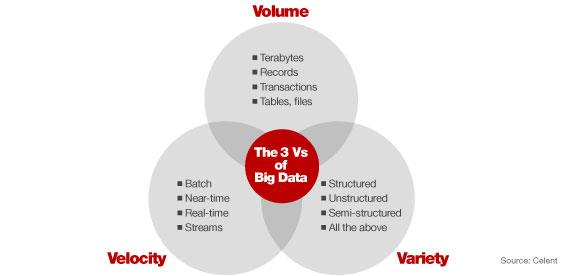 Volume
Terabytes
Records
Transactions
Tables, files
The 3 Vs
of
Big Data
Batch
Near-time
Real-time
Streams
Structured
Unstructured
Semi-structured
All the above
Velocity
Variety
Source: Celent